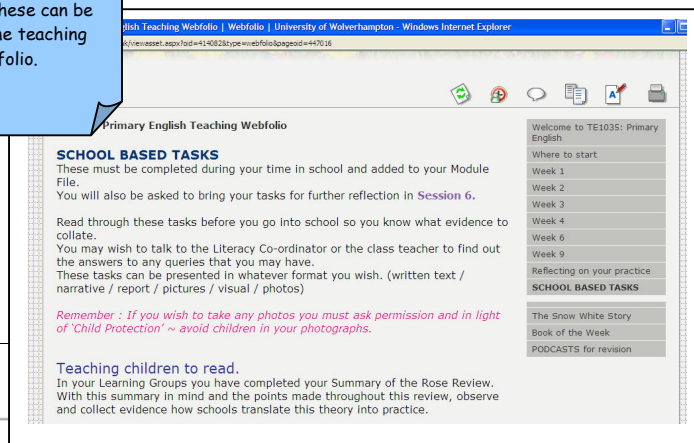 hese can be
e teaching
folio.
glish Teaching Webfolio | Webfolio | University of Wolverhampton - Windows Internet Explorer
k/viewasset.aspx?oid=414082&type=webfolio&pageoid=447016
Primary English Teaching Webfolio
SCHOOL BASED TASKS
These must be completed during your time in school and added to your Module
File.
You will also be asked to bring your tasks for further reflection in Session 6.
Read through these tasks before you go into school so you know what evidence to
collate.
You may wish to talk to the Literacy Co-ordinator or the class teacher to find out
the answers to any queries that you may have.
These tasks can be presented in whatever format you wish. (written text /
narrative / report / pictures / visual / photos)
Remember : If you wish to take any photos you must ask permission and in light
of 'Child Protection' ~ avoid children in your photographs.
Teaching children to read.
In your Learning Groups you have completed your Summary of the Rose Review.
With this summary in mind and the points made throughout this review, observe
and collect evidence how schools translate this theory into practice.
Welcome to TE1035: Primary
English
Where to start
Week 1
Week 2
Week 3
Week 4
Week 6
Week 9
Reflecting on your practice
SCHOOL BASED TASKS
The Snow White Story
Book of the Week
PODCASTS for revision